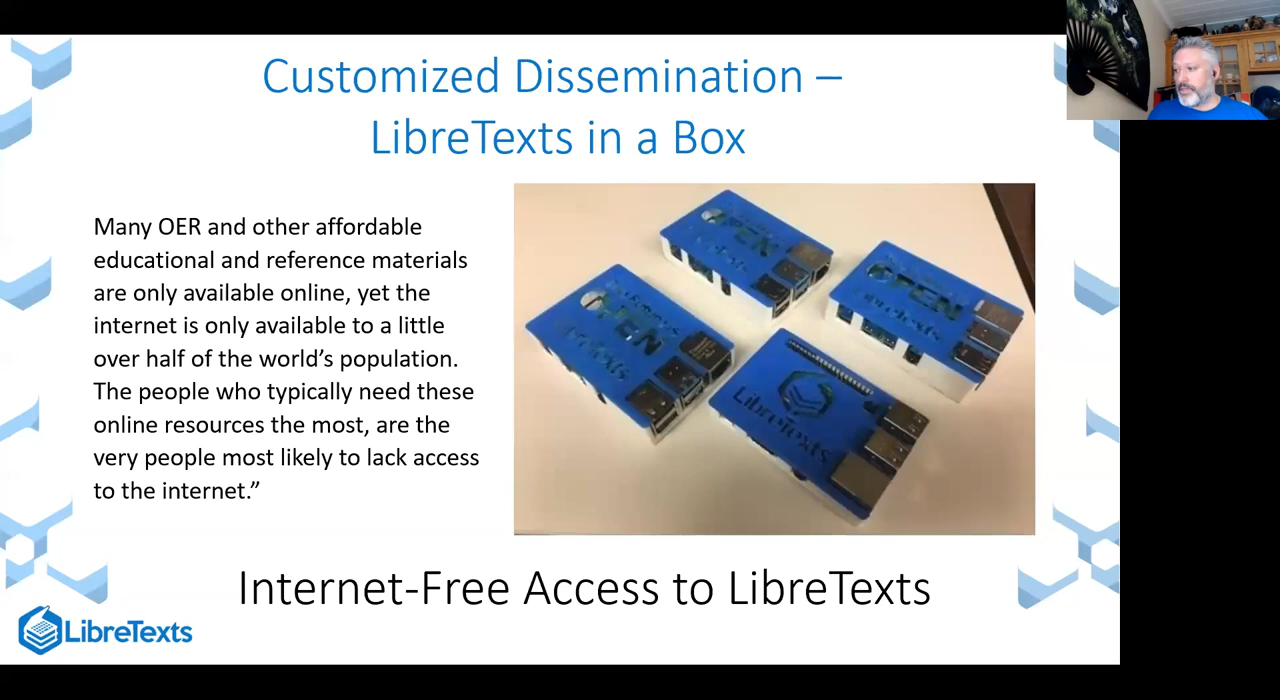 Customized Dissemination –
LibreTexts in a Box
Many OER and other affordable
educational and reference materials
are only available online, yet the
internet is only available to a little
over half of the world’s population.
The people who typically need these
online resources the most, are the
very people most likely to lack access
to the internet.”
OPEN
OPEN
OPEN
LibreTexts
Internet-Free Access to LibreTexts
LibreTexts